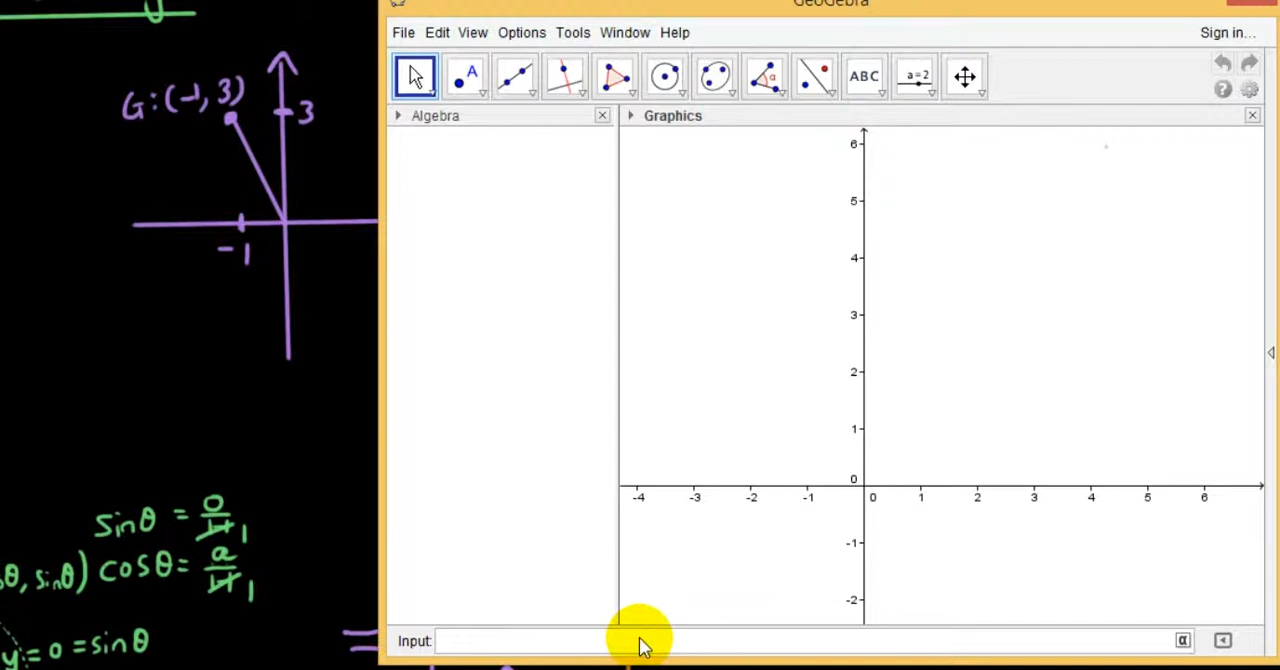 GeoGebra
File Edit View Options Tools Window Help Sign in...
A α ABC a=2
Algebra Graphics
G:(-1, 3)
3
-1
6
5
4
3
2
1
0
-4 -3 -2 -1 0 1 2 3 4 5 6
-1
-2
sinθ = o/H 1
θ, sinθ) cosθ = a/H 1
y = o = sinθ
=
Input: α